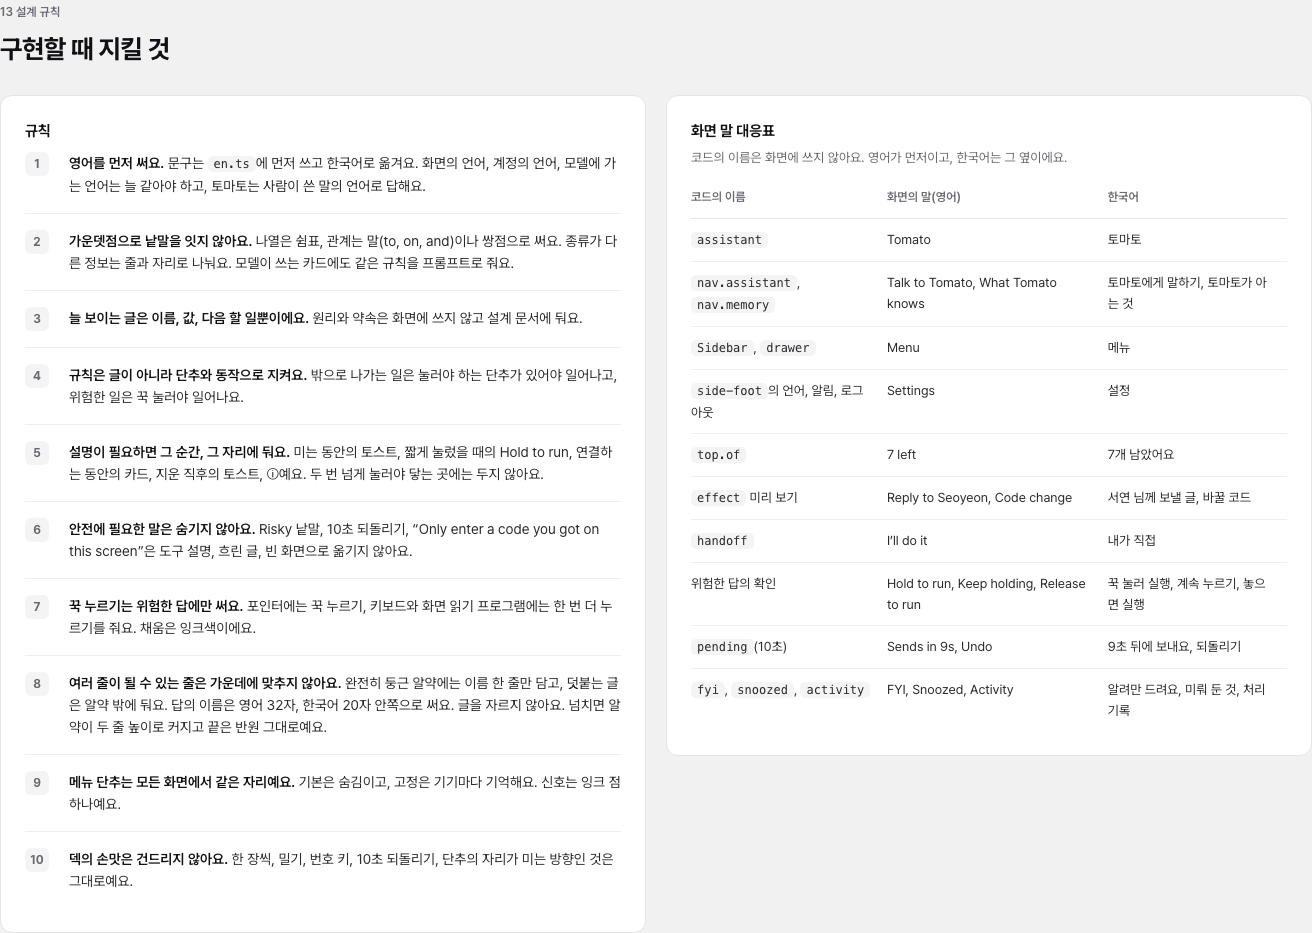 13 설계 규칙
구현할 때 지킬 것
규칙
1 영어를 먼저 써요. 문구는 en.ts 에 먼저 쓰고 한국어로 옮겨요. 화면의 언어, 계정의 언어, 모델에 가
는 언어는 늘 같아야 하고, 토마토는 사람이 쓴 말의 언어로 답해요.
2 가운뎃점으로 낱말을 잇지 않아요. 나열은 쉼표, 관계는 말(to, on, and)이나 쌍점으로 써요. 종류가 다
른 정보는 줄과 자리로 나눠요. 모델이 쓰는 카드에도 같은 규칙을 프롬프트로 줘요.
3 늘 보이는 글은 이름, 값, 다음 할 일뿐이에요. 원리와 약속은 화면에 쓰지 않고 설계 문서에 둬요.
4 규칙은 글이 아니라 단추와 동작으로 지켜요. 밖으로 나가는 일은 눌러야 하는 단추가 있어야 일어나고,
위험한 일은 꾹 눌러야 일어나요.
5 설명이 필요하면 그 순간, 그 자리에 둬요. 미는 동안의 토스트, 짧게 눌렀을 때의 Hold to run, 연결하
는 동안의 카드, 지운 직후의 토스트, ⓘ예요. 두 번 넘게 눌러야 닿는 곳에는 두지 않아요.
6 안전에 필요한 말은 숨기지 않아요. Risky 낱말, 10초 되돌리기, “Only enter a code you got on
this screen”은 도구 설명, 흐린 글, 빈 화면으로 옮기지 않아요.
7 꾹 누르기는 위험한 답에만 써요. 포인터에는 꾹 누르기, 키보드와 화면 읽기 프로그램에는 한 번 더 누
르기를 줘요. 채움은 잉크색이에요.
8 여러 줄이 될 수 있는 줄은 가운데에 맞추지 않아요. 완전히 둥근 알약에는 이름 한 줄만 담고, 덧붙는 글
은 알약 밖에 둬요. 답의 이름은 영어 32자, 한국어 20자 안쪽으로 써요. 글을 자르지 않아요. 넘치면 알
약이 두 줄 높이로 커지고 끝은 반원 그대로예요.
9 메뉴 단추는 모든 화면에서 같은 자리예요. 기본은 숨김이고, 고정은 기기마다 기억해요. 신호는 잉크 점
하나예요.
10 덱의 손맛은 건드리지 않아요. 한 장씩, 밀기, 번호 키, 10초 되돌리기, 단추의 자리가 미는 방향인 것은
그대로예요.
화면 말 대응표
코드의 이름은 화면에 쓰지 않아요. 영어가 먼저이고, 한국어는 그 옆이에요.
코드의 이름 화면의 말(영어) 한국어
assistant Tomato 토마토
nav.assistant, Talk to Tomato, What Tomato 토마토에게 말하기, 토마토가 아
nav.memory knows 는 것
Sidebar, drawer Menu 메뉴
side-foot의 언어, 알림, 로그 Settings 설정
아웃
top.of 7 left 7개 남았어요
effect 미리 보기 Reply to Seoyeon, Code change 서연 님께 보낼 글, 바꿀 코드
handoff I’ll do it 내가 직접
위험한 답의 확인 Hold to run, Keep holding, Release 꾹 눌러 실행, 계속 누르기, 놓으
to run 면 실행
pending (10초) Sends in 9s, Undo 9초 뒤에 보내요, 되돌리기
fyi, snoozed, activity FYI, Snoozed, Activity 알려만 드려요, 미뤄 둔 것, 처리
기록